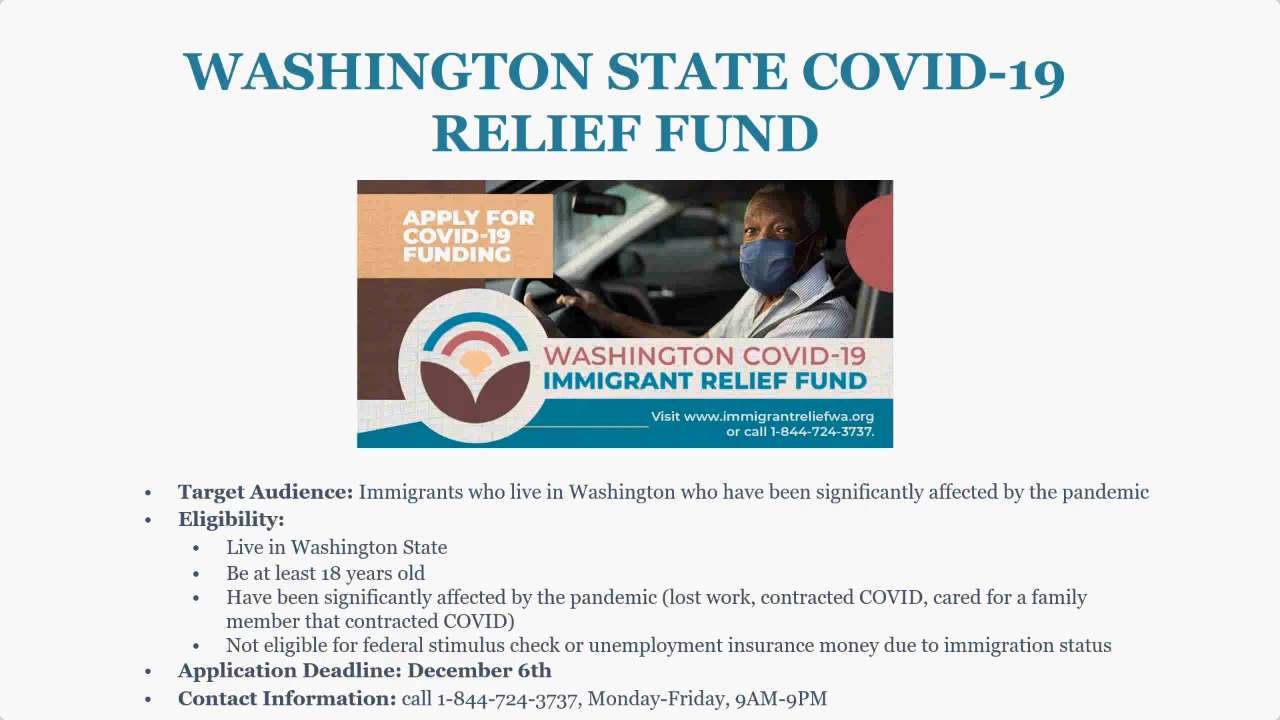 WASHINGTON STATE COVID-19
RELIEF FUND
APPLY FOR
COVID-19
FUNDING
WASHINGTON COVID-19
IMMIGRANT RELIEF FUND
Visit www.immigrantreliefwa.org
or call 1-844-724-3737.
• Target Audience: Immigrants who live in Washington who have been significantly affected by the pandemic
• Eligibility:
• Live in Washington State
• Be at least 18 years old
• Have been significantly affected by the pandemic (lost work, contracted COVID, cared for a family
member that contracted COVID)
• Not eligible for federal stimulus check or unemployment insurance money due to immigration status
• Application Deadline: December 6th
• Contact Information: call 1-844-724-3737, Monday-Friday, 9AM-9PM